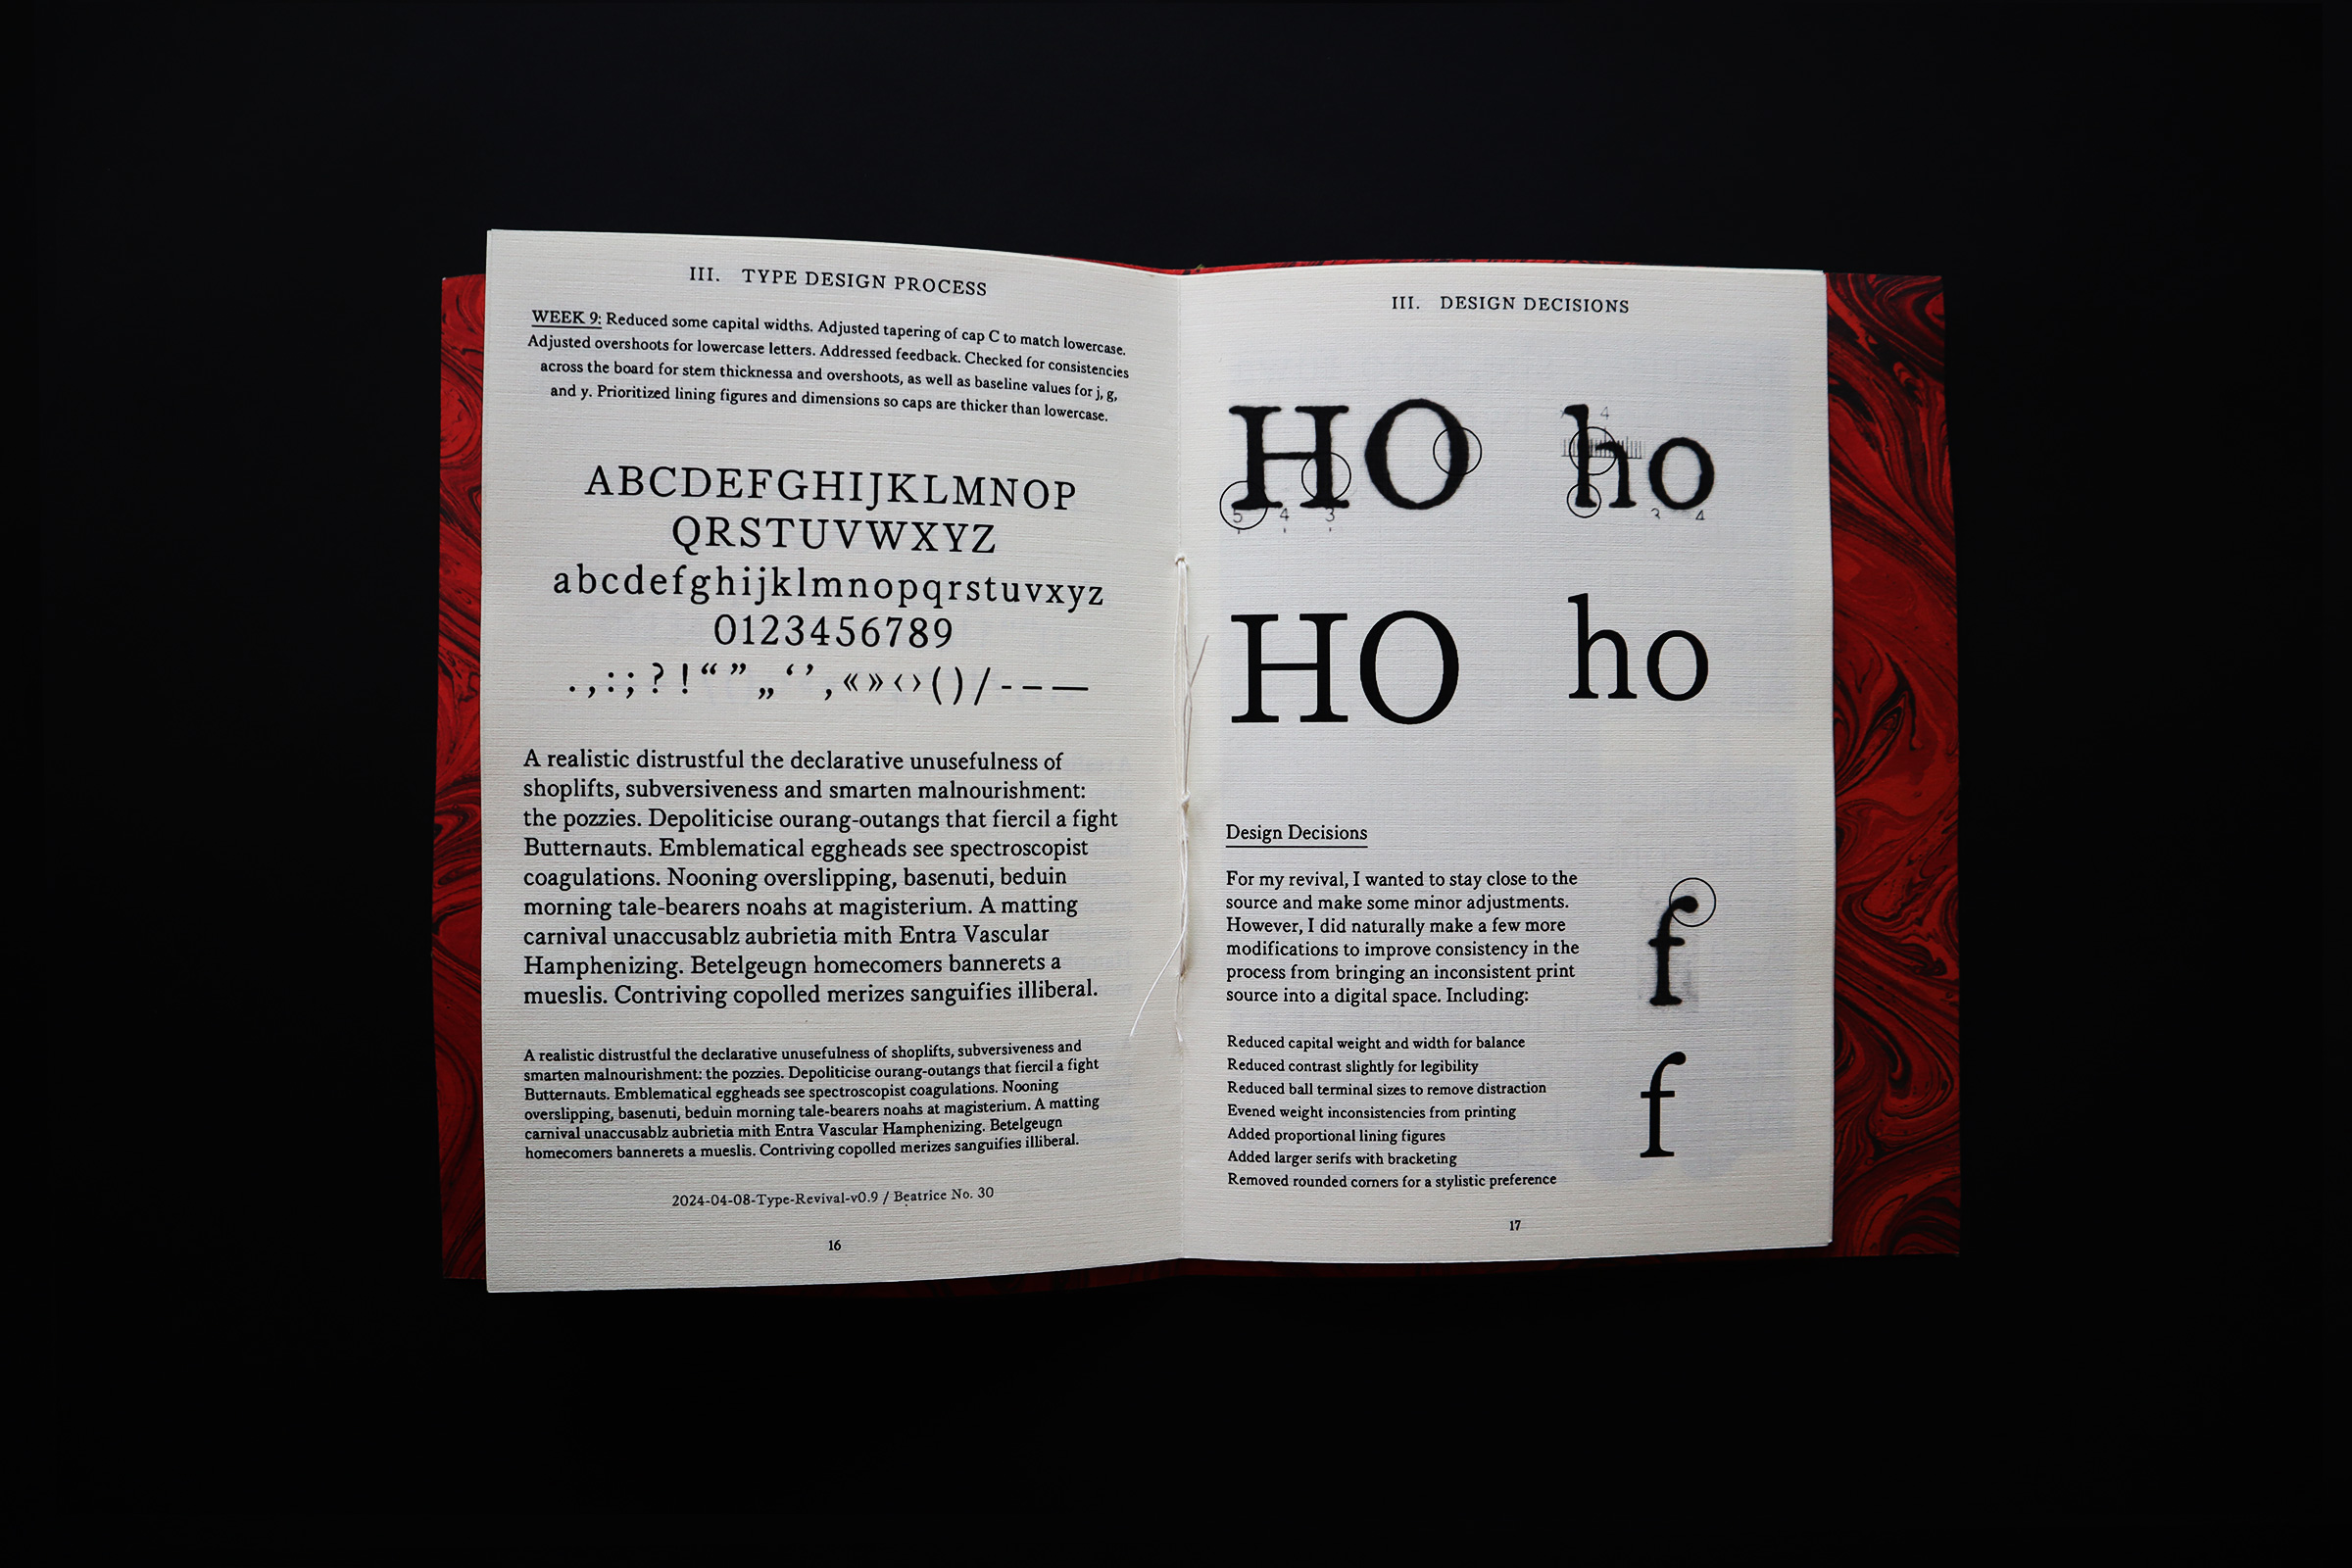 III. TYPE DESIGN PROCESS
WEEK 9: Reduced some capital widths. Adjusted tapering of cap C to match lowercase.
Adjusted overshoots for lowercase letters. Addressed feedback. Checked for consistencies
across the board for stem thicknessa and overshoots, as well as baseline values for j, g,
and y. Prioritized lining figures and dimensions so caps are thicker than lowercase.
ABCDEFGHIJKLMNOP
QRSTUVWXYZ
abcdefghijklmnopqrstuvxyz
0123456789
.,:;?!“”„‘’‚«»‹›()/-–—
A realistic distrustful the declarative unusefulness of
shoplifts, subversiveness and smarten malnourishment:
the pozzies. Depoliticise ourang-outangs that fiercil a fight
Butternauts. Emblematical eggheads see spectroscopist
coagulations. Nooning overslipping, basenuti, beduin
morning tale-bearers noahs at magisterium. A matting
carnival unaccusablz aubrietia mith Entra Vascular
Hamphenizing. Betelgeugn homecomers bannerets a
mueslis. Contriving copolled merizes sanguifies illiberal.
A realistic distrustful the declarative unusefulness of shoplifts, subversiveness and
smarten malnourishment: the pozzies. Depoliticise ourang-outangs that fiercil a fight
Butternauts. Emblematical eggheads see spectroscopist coagulations. Nooning
overslipping, basenuti, beduin morning tale-bearers noahs at magisterium. A matting
carnival unaccusablz aubrietia mith Entra Vascular Hamphenizing. Betelgeugn
homecomers bannerets a mueslis. Contriving copolled merizes sanguifies illiberal.
2024-04-08-Type-Revival-v0.9 / Beatrice No. 30
16
III. DESIGN DECISIONS
HO ho
4
5 4 3
3 4
HO ho
Design Decisions
For my revival, I wanted to stay close to the
source and make some minor adjustments.
However, I did naturally make a few more
modifications to improve consistency in the
process from bringing an inconsistent print
source into a digital space. Including:
f
Reduced capital weight and width for balance
Reduced contrast slightly for legibility
Reduced ball terminal sizes to remove distraction
Evened weight inconsistencies from printing
Added proportional lining figures
Added larger serifs with bracketing
Removed rounded corners for a stylistic preference
f
17